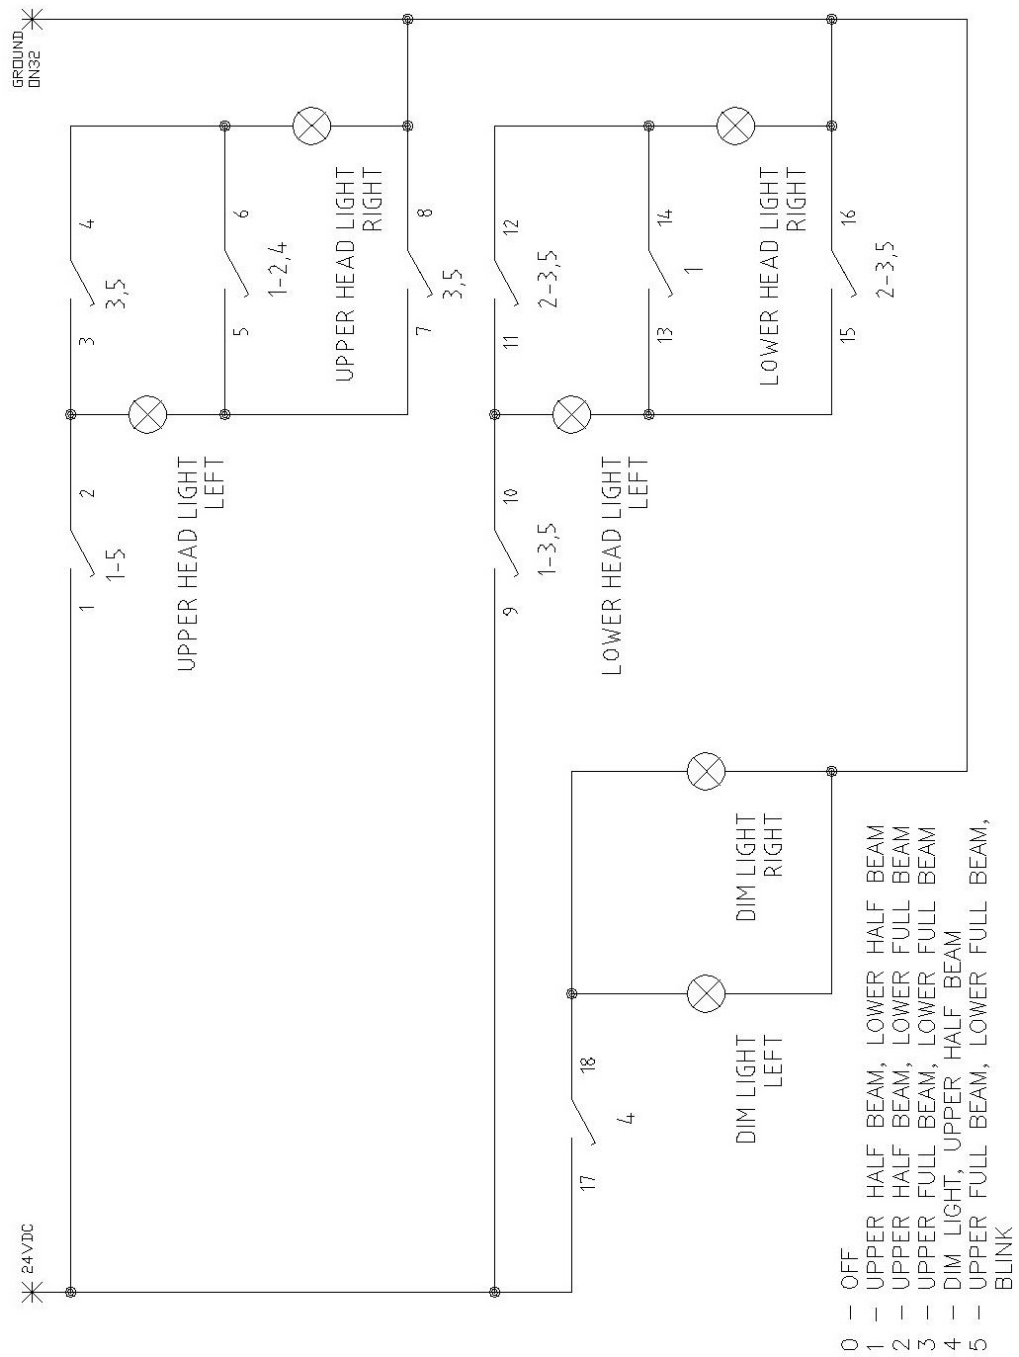 GROUND
ON32
4
3,5
3
6
1-2,4
5
UPPER HEAD LIGHT
RIGHT
8
3,5
7
12
2-3,5
11
14
1
13
LOWER HEAD LIGHT
RIGHT
16
2-3,5
15
2
1-5
1
UPPER HEAD LIGHT
LEFT
10
1-3,5
9
LOWER HEAD LIGHT
LEFT
DIM LIGHT
RIGHT
DIM LIGHT
LEFT
18
4
17
24VDC
0 - OFF
1 - UPPER HALF BEAM, LOWER HALF BEAM
2 - UPPER HALF BEAM, LOWER FULL BEAM
3 - UPPER FULL BEAM, LOWER FULL BEAM
4 - DIM LIGHT, UPPER HALF BEAM
5 - UPPER FULL BEAM, LOWER FULL BEAM,
BLINK